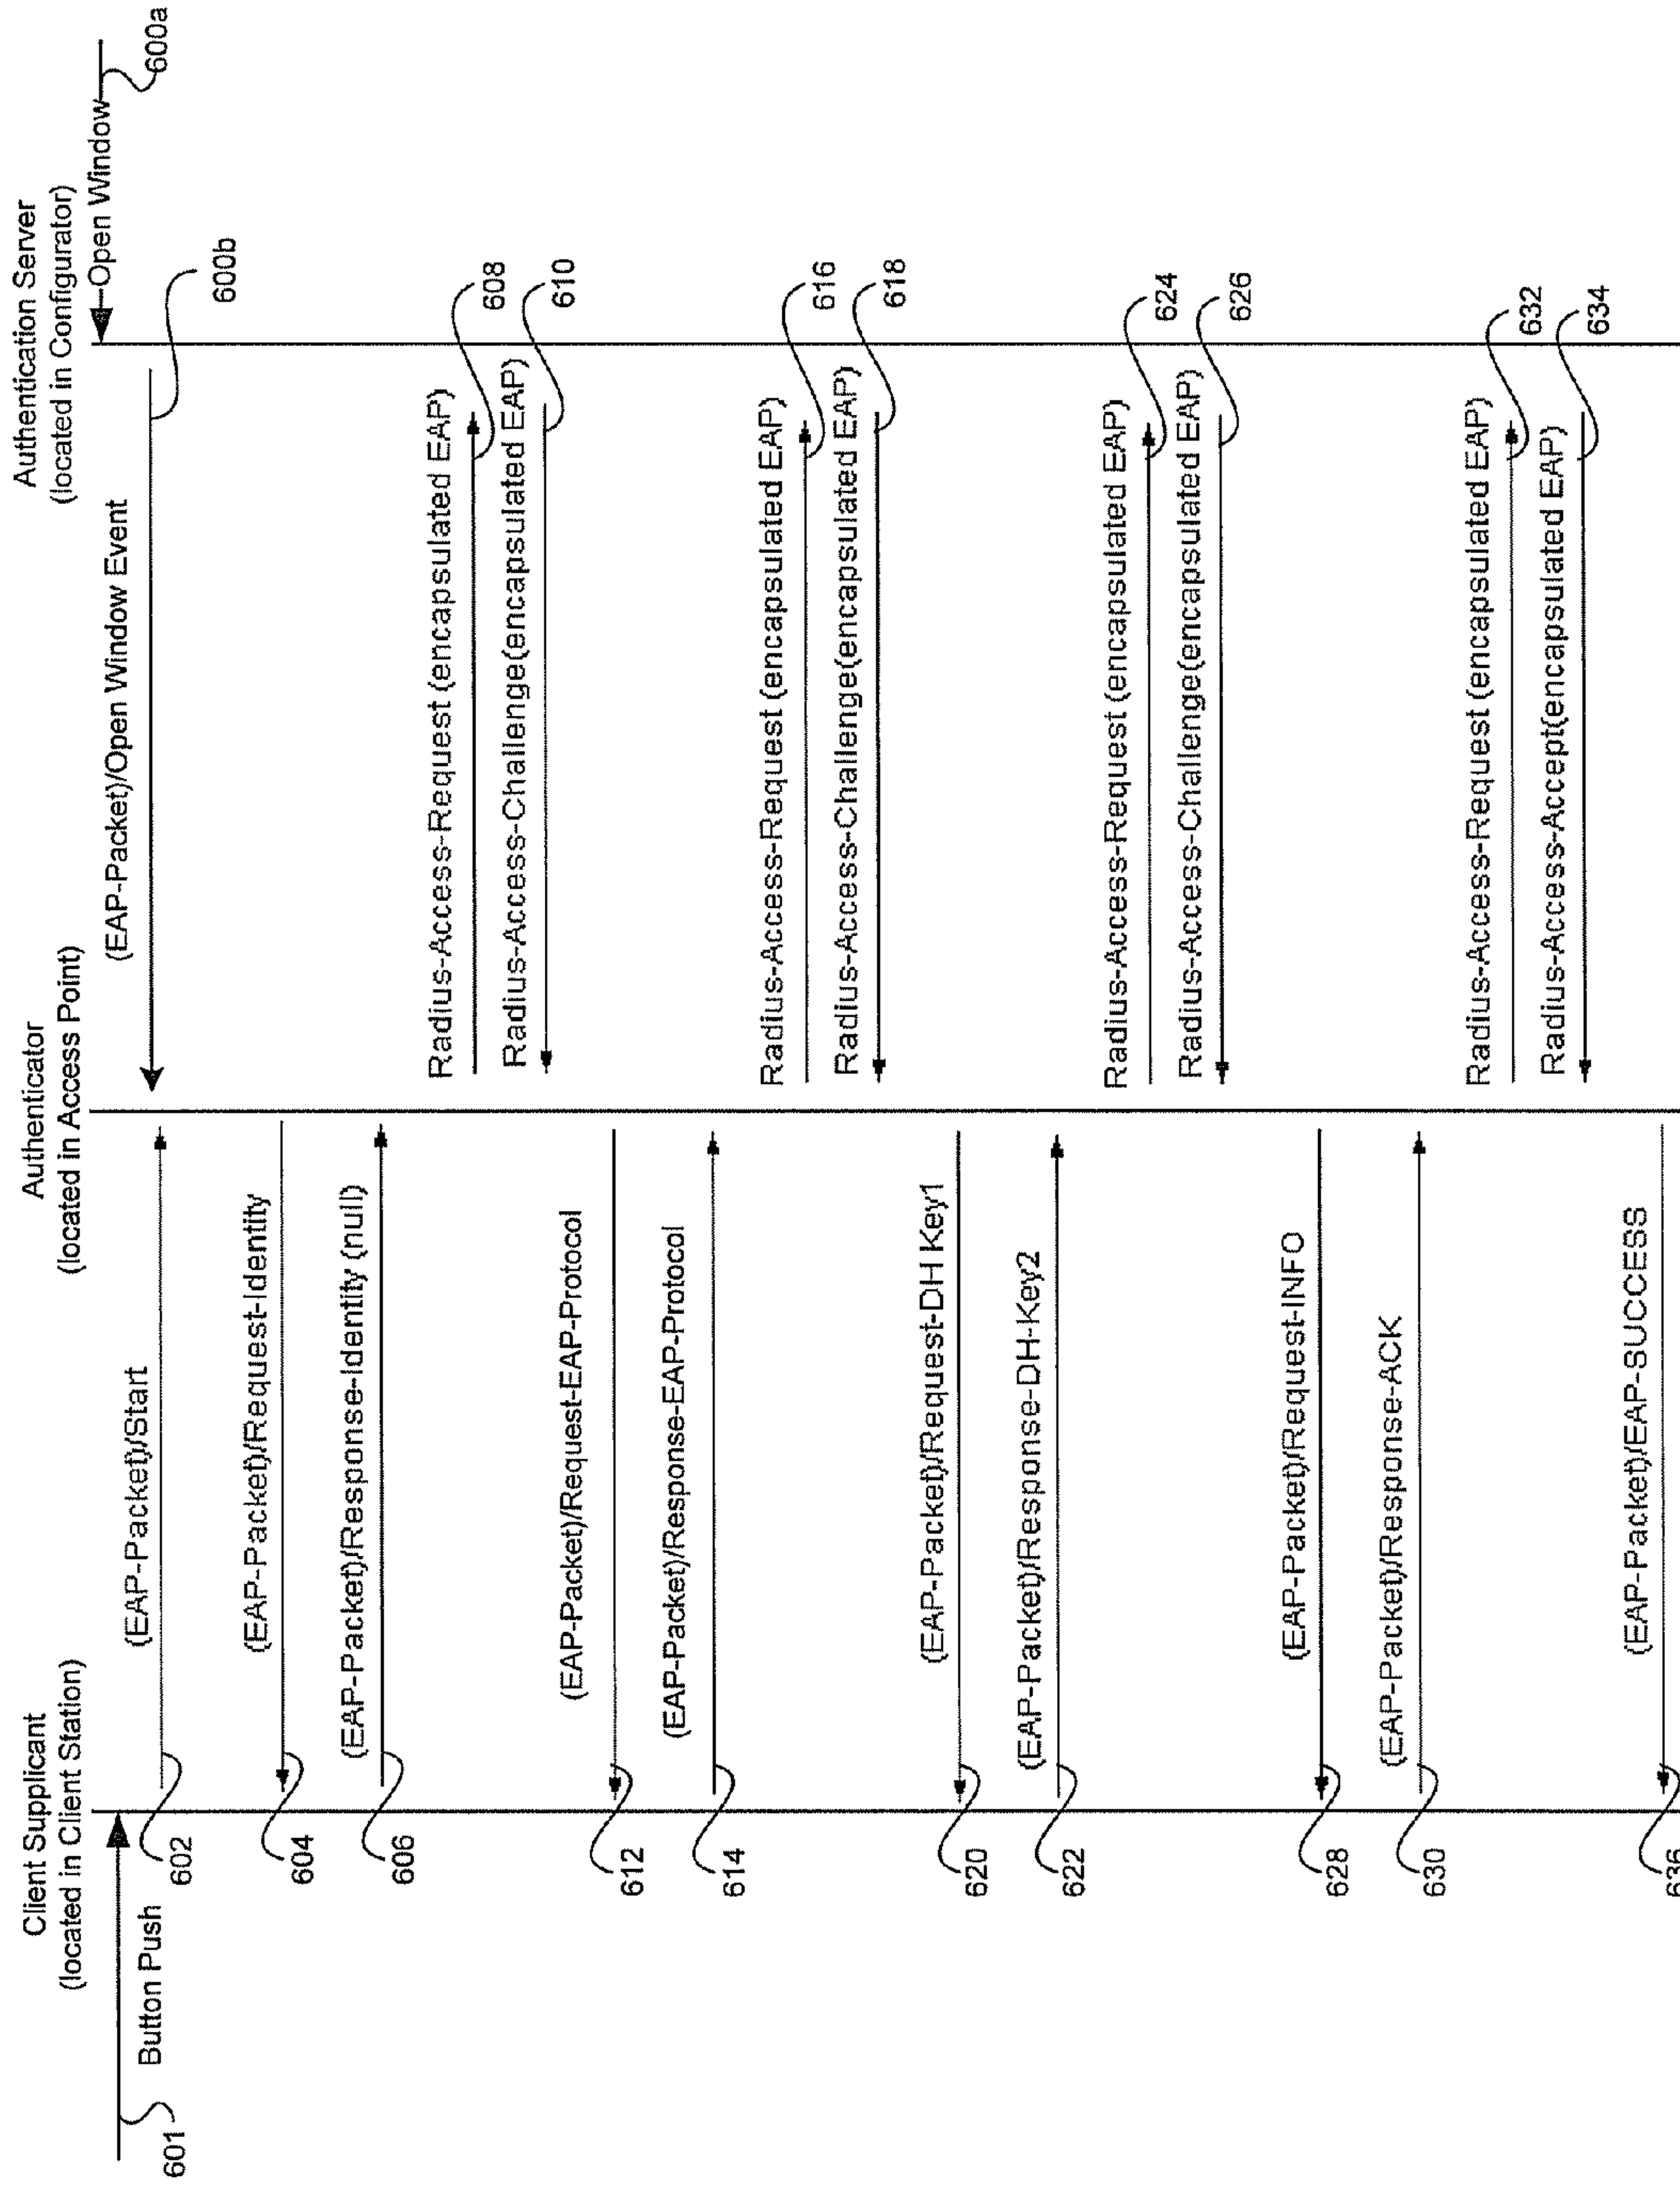 Client Supplicant
(located in Client Station)
Authenticator
(located in Access Point)
Authentication Server
(located in Configurator)
Open Window
600a
601
Button Push
(EAP-Packet)/Open Window Event
600b
(EAP-Packet)/Start
602
(EAP-Packet)/Request-Identity
604
(EAP-Packet)/Response-Identity (null)
606
Radius-Access-Request (encapsulated EAP)
608
Radius-Access-Challenge(encapsulated EAP)
610
(EAP-Packet)/Request-EAP-Protocol
612
(EAP-Packet)/Response-EAP-Protocol
614
Radius-Access-Request (encapsulated EAP)
616
Radius-Access-Challenge(encapsulated EAP)
618
(EAP-Packet)/Request-DH Key1
620
(EAP-Packet)/Response-DH-Key2
622
Radius-Access-Request (encapsulated EAP)
624
Radius-Access-Challenge(encapsulated EAP)
626
(EAP-Packet)/Request-INFO
628
(EAP-Packet)/Response-ACK
630
Radius-Access-Request (encapsulated EAP)
632
Radius-Access-Accept(encapsulated EAP)
634
(EAP-Packet)/EAP-SUCCESS
636